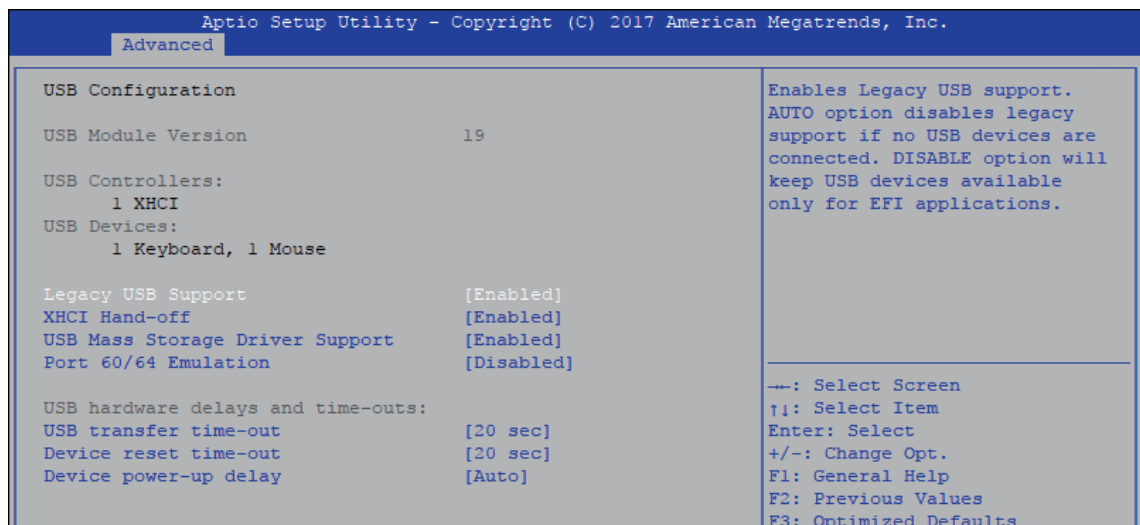 Aptio Setup Utility - Copyright (C) 2017 American Megatrends, Inc.
Advanced
USB Configuration
USB Module Version 19
USB Controllers:
1 XHCI
USB Devices:
1 Keyboard, 1 Mouse
Legacy USB Support [Enabled]
XHCI Hand-off [Enabled]
USB Mass Storage Driver Support [Enabled]
Port 60/64 Emulation [Disabled]
USB hardware delays and time-outs:
USB transfer time-out [20 sec]
Device reset time-out [20 sec]
Device power-up delay [Auto]
Enables Legacy USB support.
AUTO option disables legacy
support if no USB devices are
connected. DISABLE option will
keep USB devices available
only for EFI applications.
→←: Select Screen
↑↓: Select Item
Enter: Select
+/-: Change Opt.
F1: General Help
F2: Previous Values
F3: Optimized Defaults